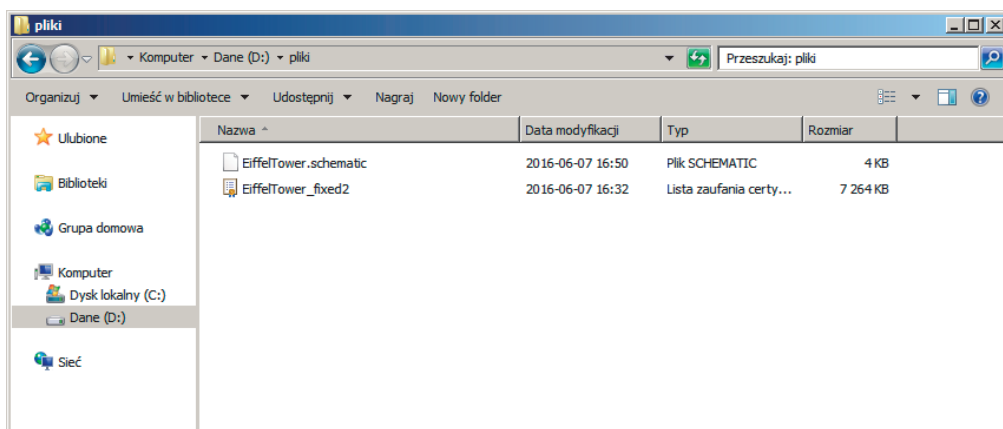 pliki
Komputer Dane (D:) pliki Przeszukaj: pliki
Organizuj Umieść w bibliotece Udostępnij Nagraj Nowy folder
Ulubione
Biblioteki
Grupa domowa
Komputer
Dysk lokalny (C:)
Dane (D:)
Sieć
Nazwa Data modyfikacji Typ Rozmiar
EiffelTower.schematic 2016-06-07 16:50 Plik SCHEMATIC 4 KB
EiffelTower_fixed2 2016-06-07 16:32 Lista zaufania certy... 7 264 KB